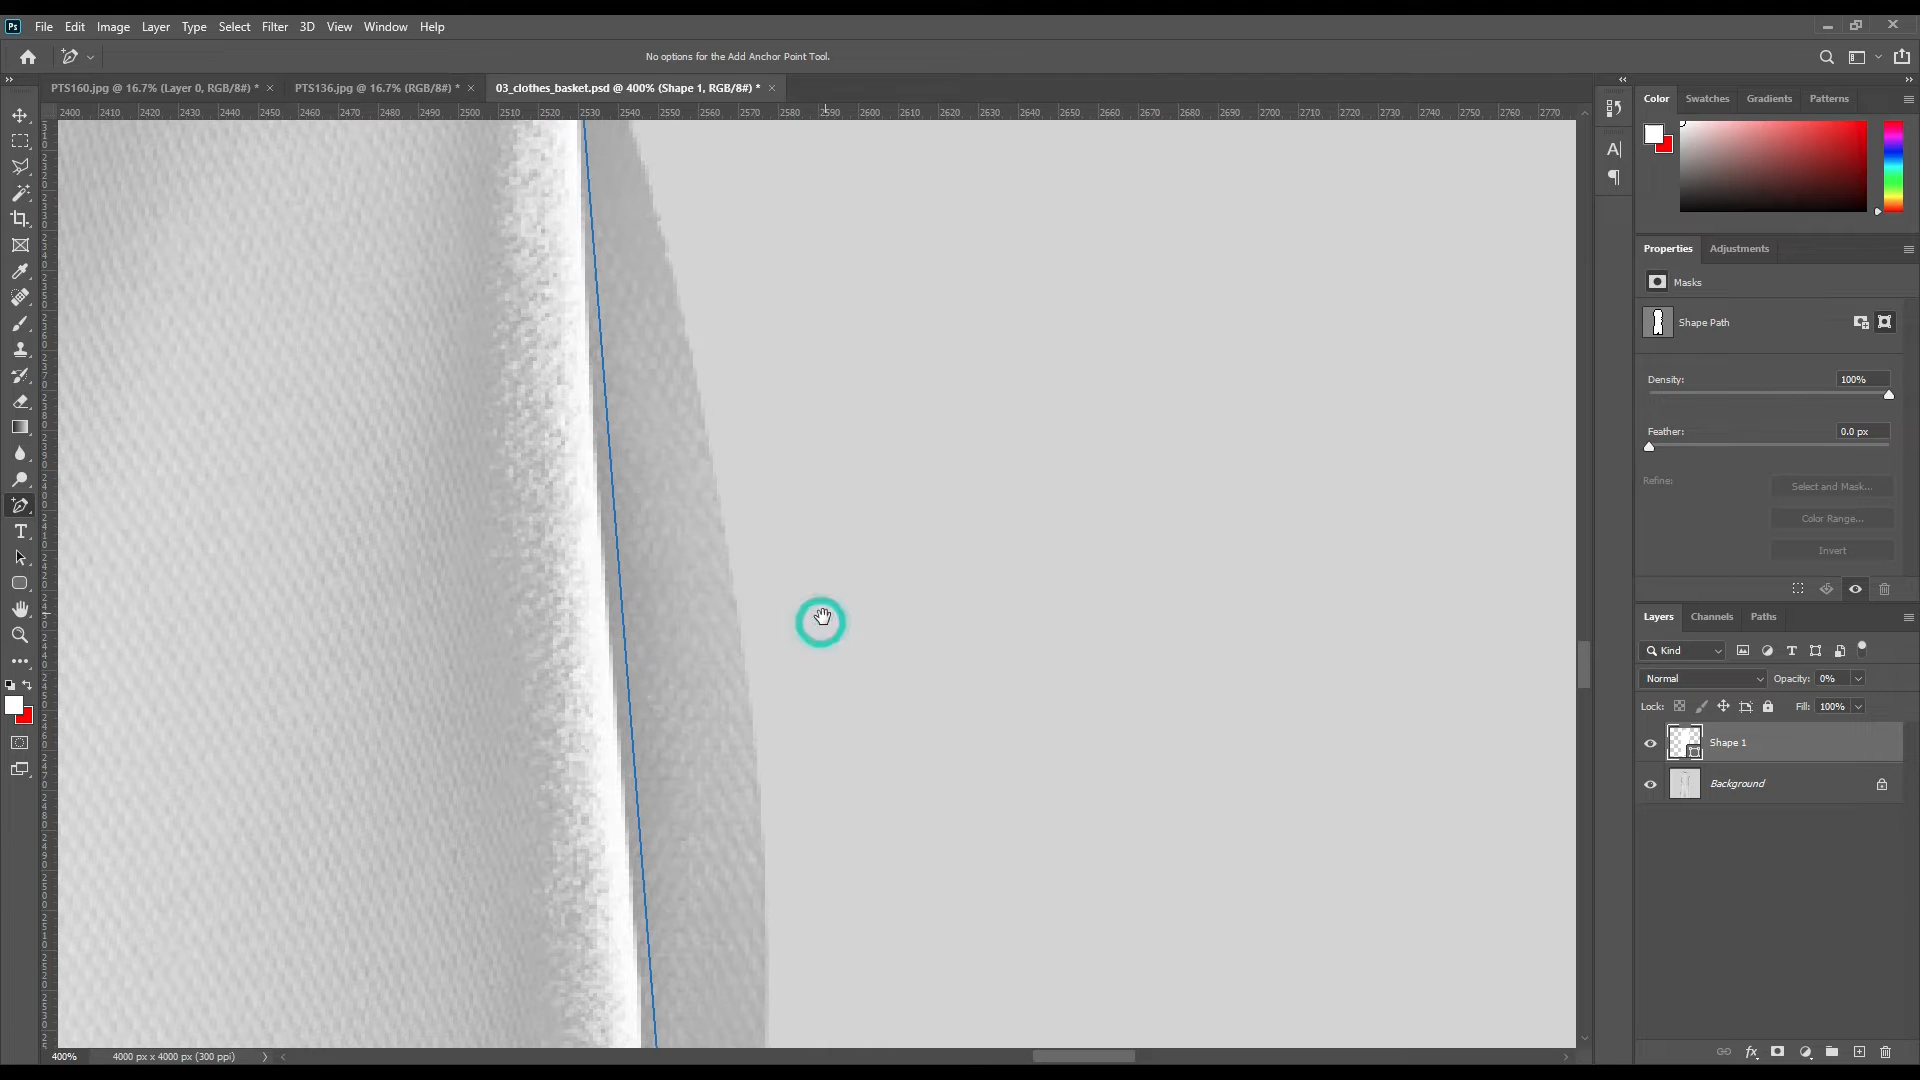 Ps File Edit Image Layer Type Select Filter 3D View Window Help
No options for the Add Anchor Point Tool.
PTS160.jpg @ 16.7% (Layer 0, RGB/8#) * × PTS136.jpg @ 16.7% (RGB/8#) * × 03_clothes_basket.psd @ 400% (Shape 1, RGB/8#) * ×
2400 2410 2420 2430 2440 2450 2460 2470 2480 2490 2500 2510 2520 2530 2540 2550 2560 2570 2580 2590 2600 2610 2620 2630 2640 2650 2660 2670 2680 2690 2700 2710 2720 2730 2740 2750 2760 2770
Color Swatches Gradients Patterns
Properties Adjustments
Masks
Shape Path
Density: 100%
Feather: 0.0 px
Refine: Select and Mask...
Color Range...
Invert
Layers Channels Paths
Kind
Normal Opacity: 0%
Lock: Fill: 100%
Shape 1
Background
400% 4000 px x 4000 px (300 ppi)